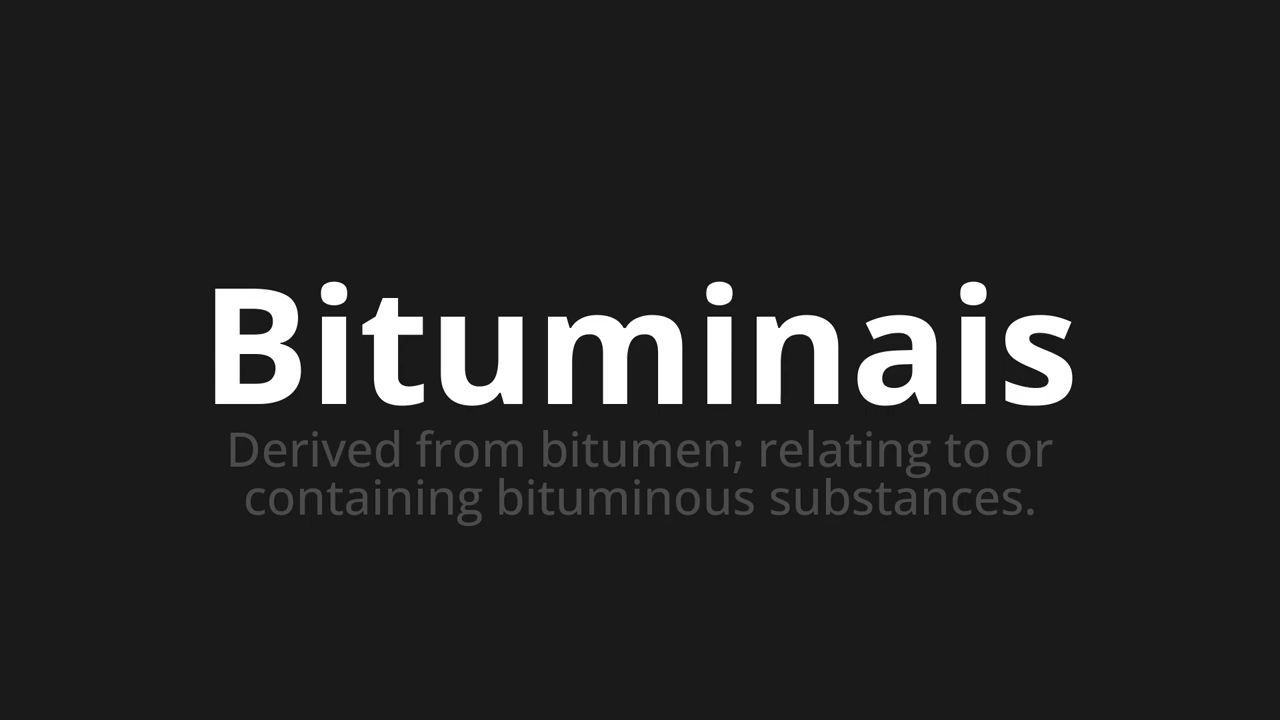 Bituminais
Derived from bitumen; relating to or
containing bituminous substances.